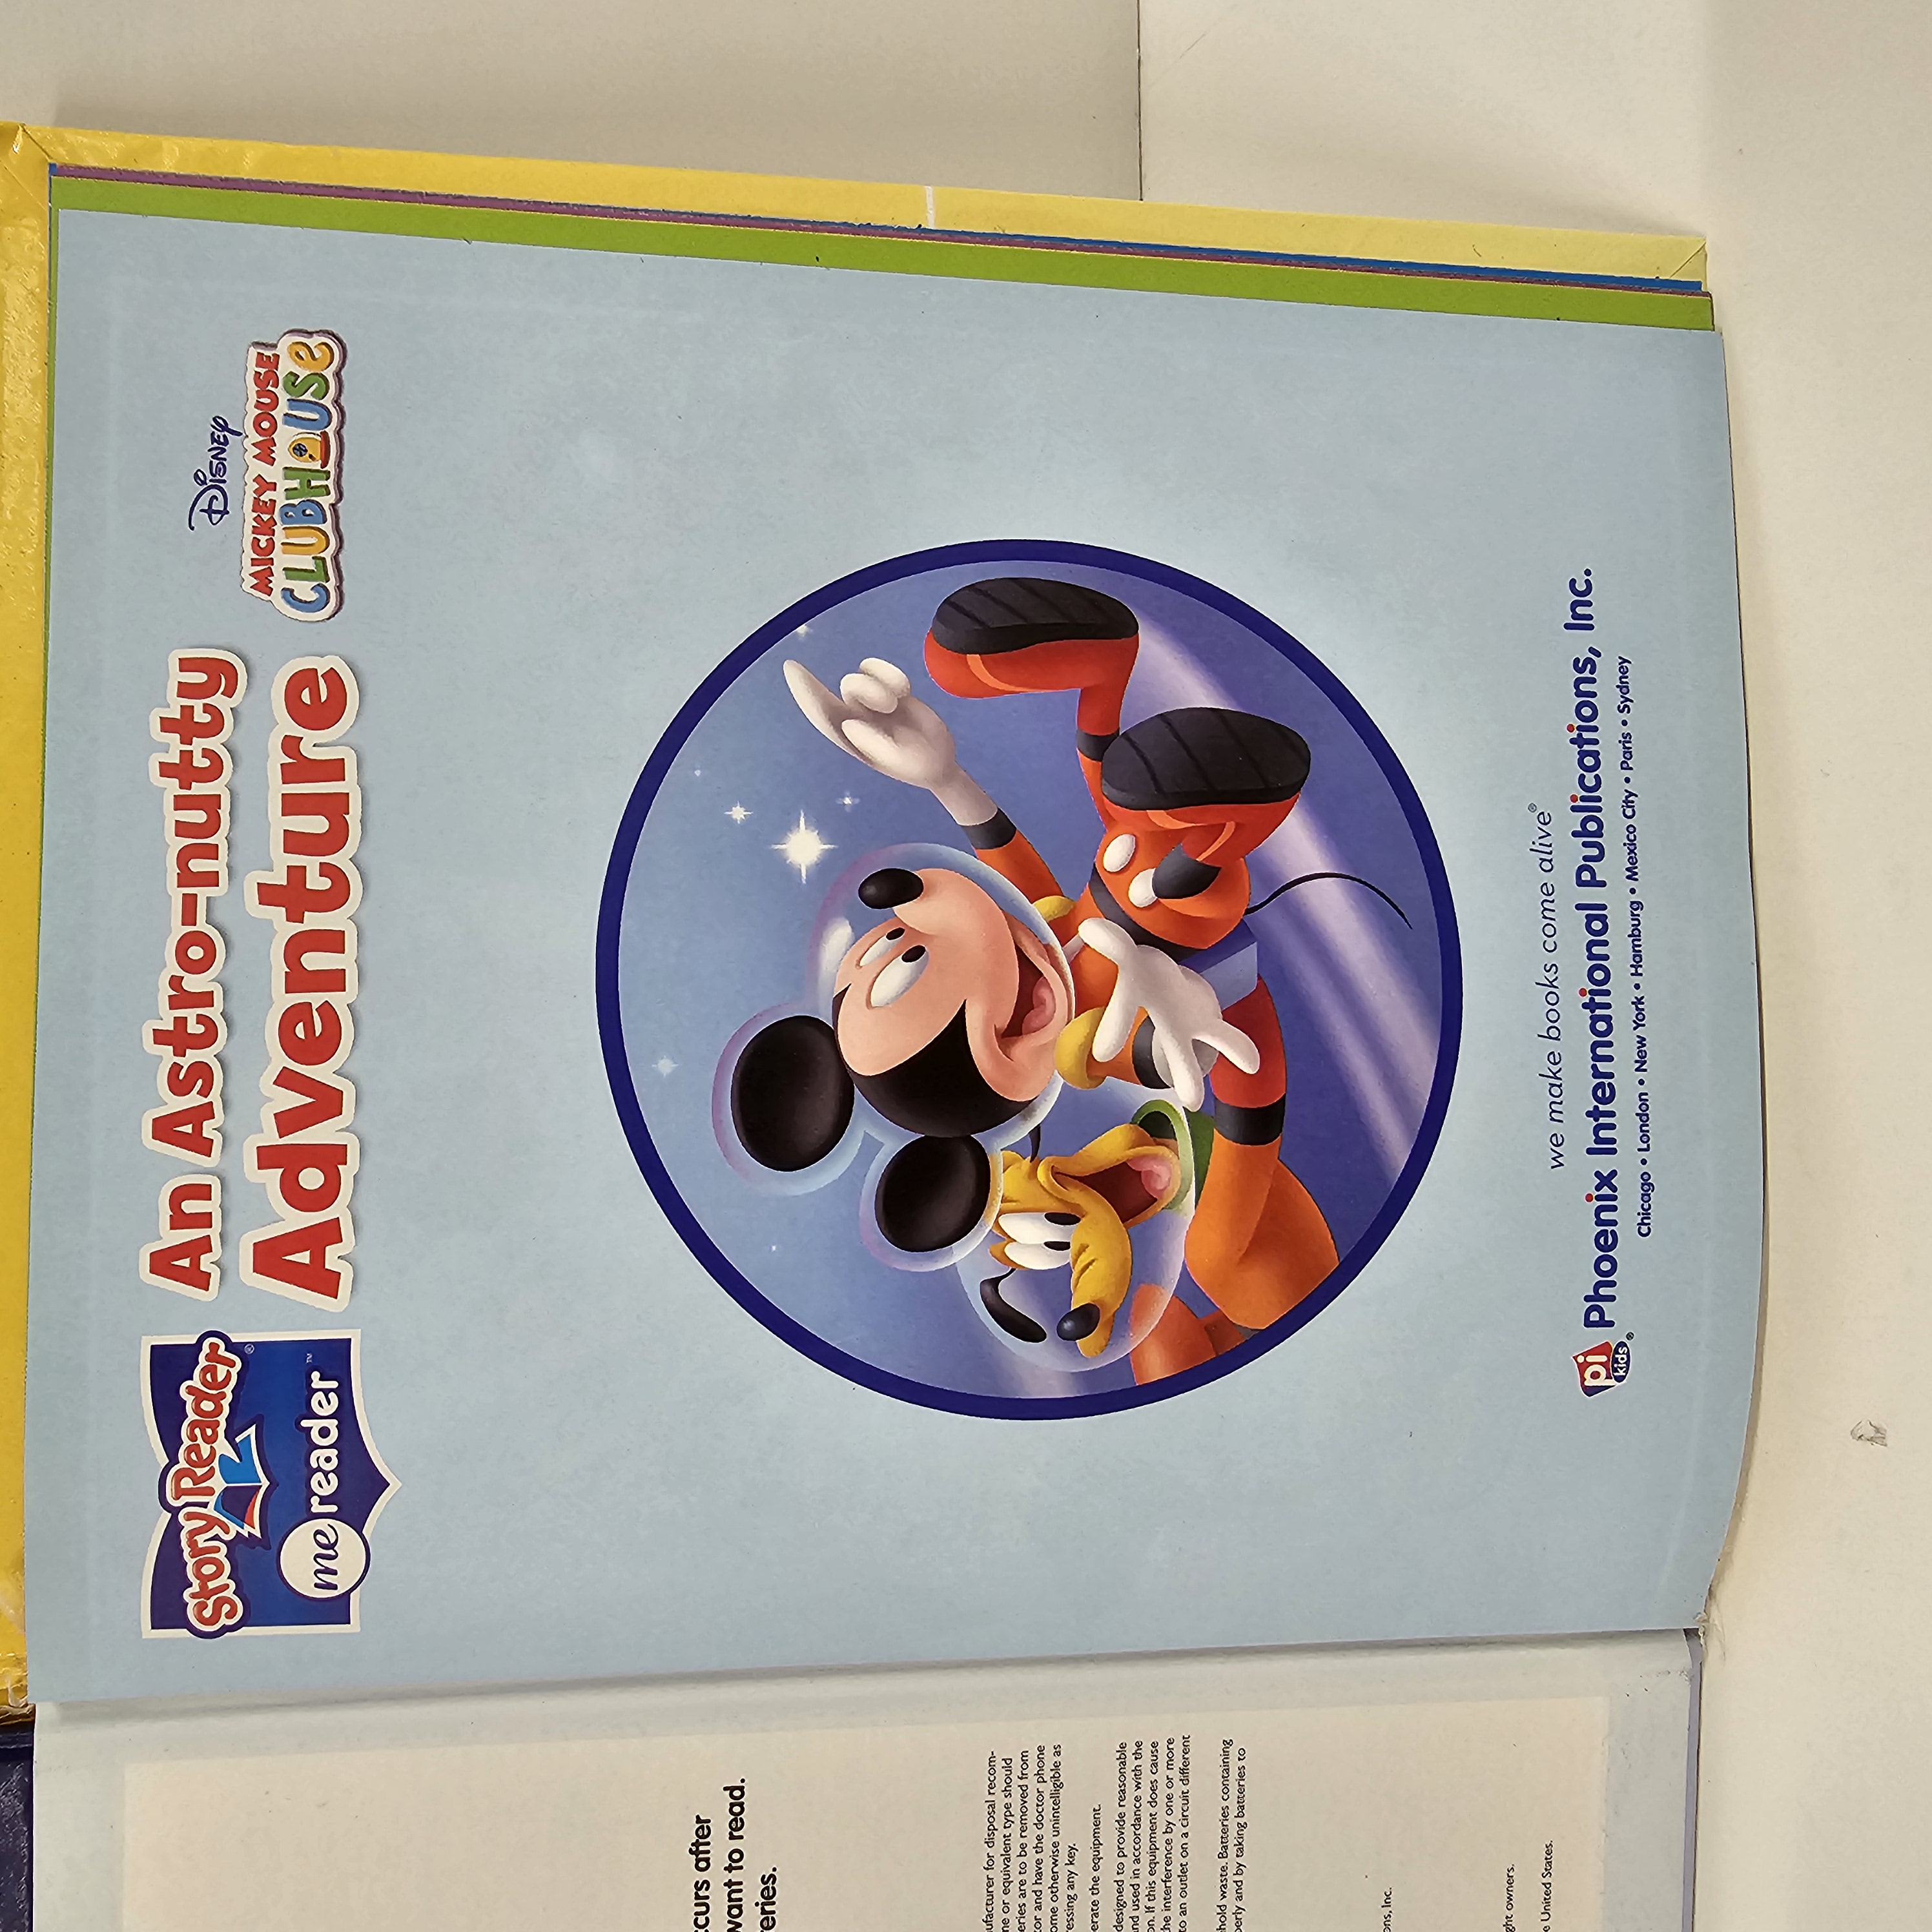 ccurs after
want to read.
eries.
ufacturer for disposal recom-
ne or equivalent type should
eries are to be removed from
tor and have the doctor phone
ome otherwise unintelligible as
ressing any key.
erate the equipment.
designed to provide reasonable
nd used in accordance with the
on. If this equipment does cause
the interference by one or more
to an outlet on a circuit different
hold waste. Batteries containing
perly and by taking batteries to
ons, Inc.
ght owners.
e United States.
Story Reader®
me reader™
An Astro-nutty
Adventure
Disney
MICKEY MOUSE
CLUBHOUSE
we make books come alive®
pi kids® Phoenix International Publications, Inc.
Chicago • London • New York • Hamburg • Mexico City • Paris • Sydney